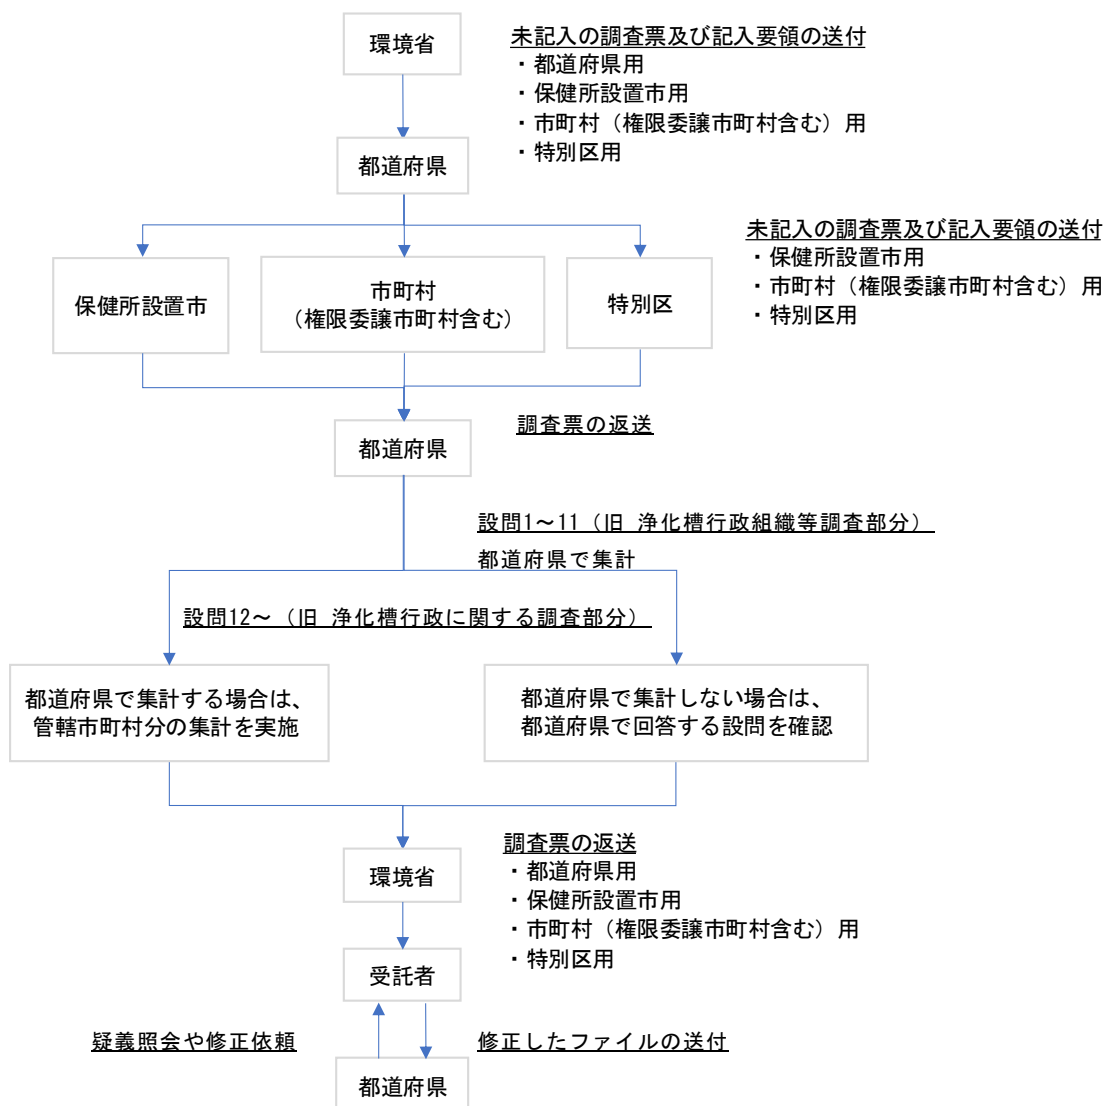 環境省
未記入の調査票及び記入要領の送付
・都道府県用
・保健所設置市用
・市町村（権限委譲市町村含む）用
・特別区用
都道府県
未記入の調査票及び記入要領の送付
・保健所設置市用
・市町村（権限委譲市町村含む）用
・特別区用
保健所設置市
市町村
（権限委譲市町村含む）
特別区
調査票の返送
都道府県
設問1～11（旧 浄化槽行政組織等調査部分）
都道府県で集計
設問12～（旧 浄化槽行政に関する調査部分）
都道府県で集計する場合は、
管轄市町村分の集計を実施
都道府県で集計しない場合は、
都道府県で回答する設問を確認
調査票の返送
・都道府県用
・保健所設置市用
・市町村（権限委譲市町村含む）用
・特別区用
環境省
受託者
疑義照会や修正依頼
修正したファイルの送付
都道府県